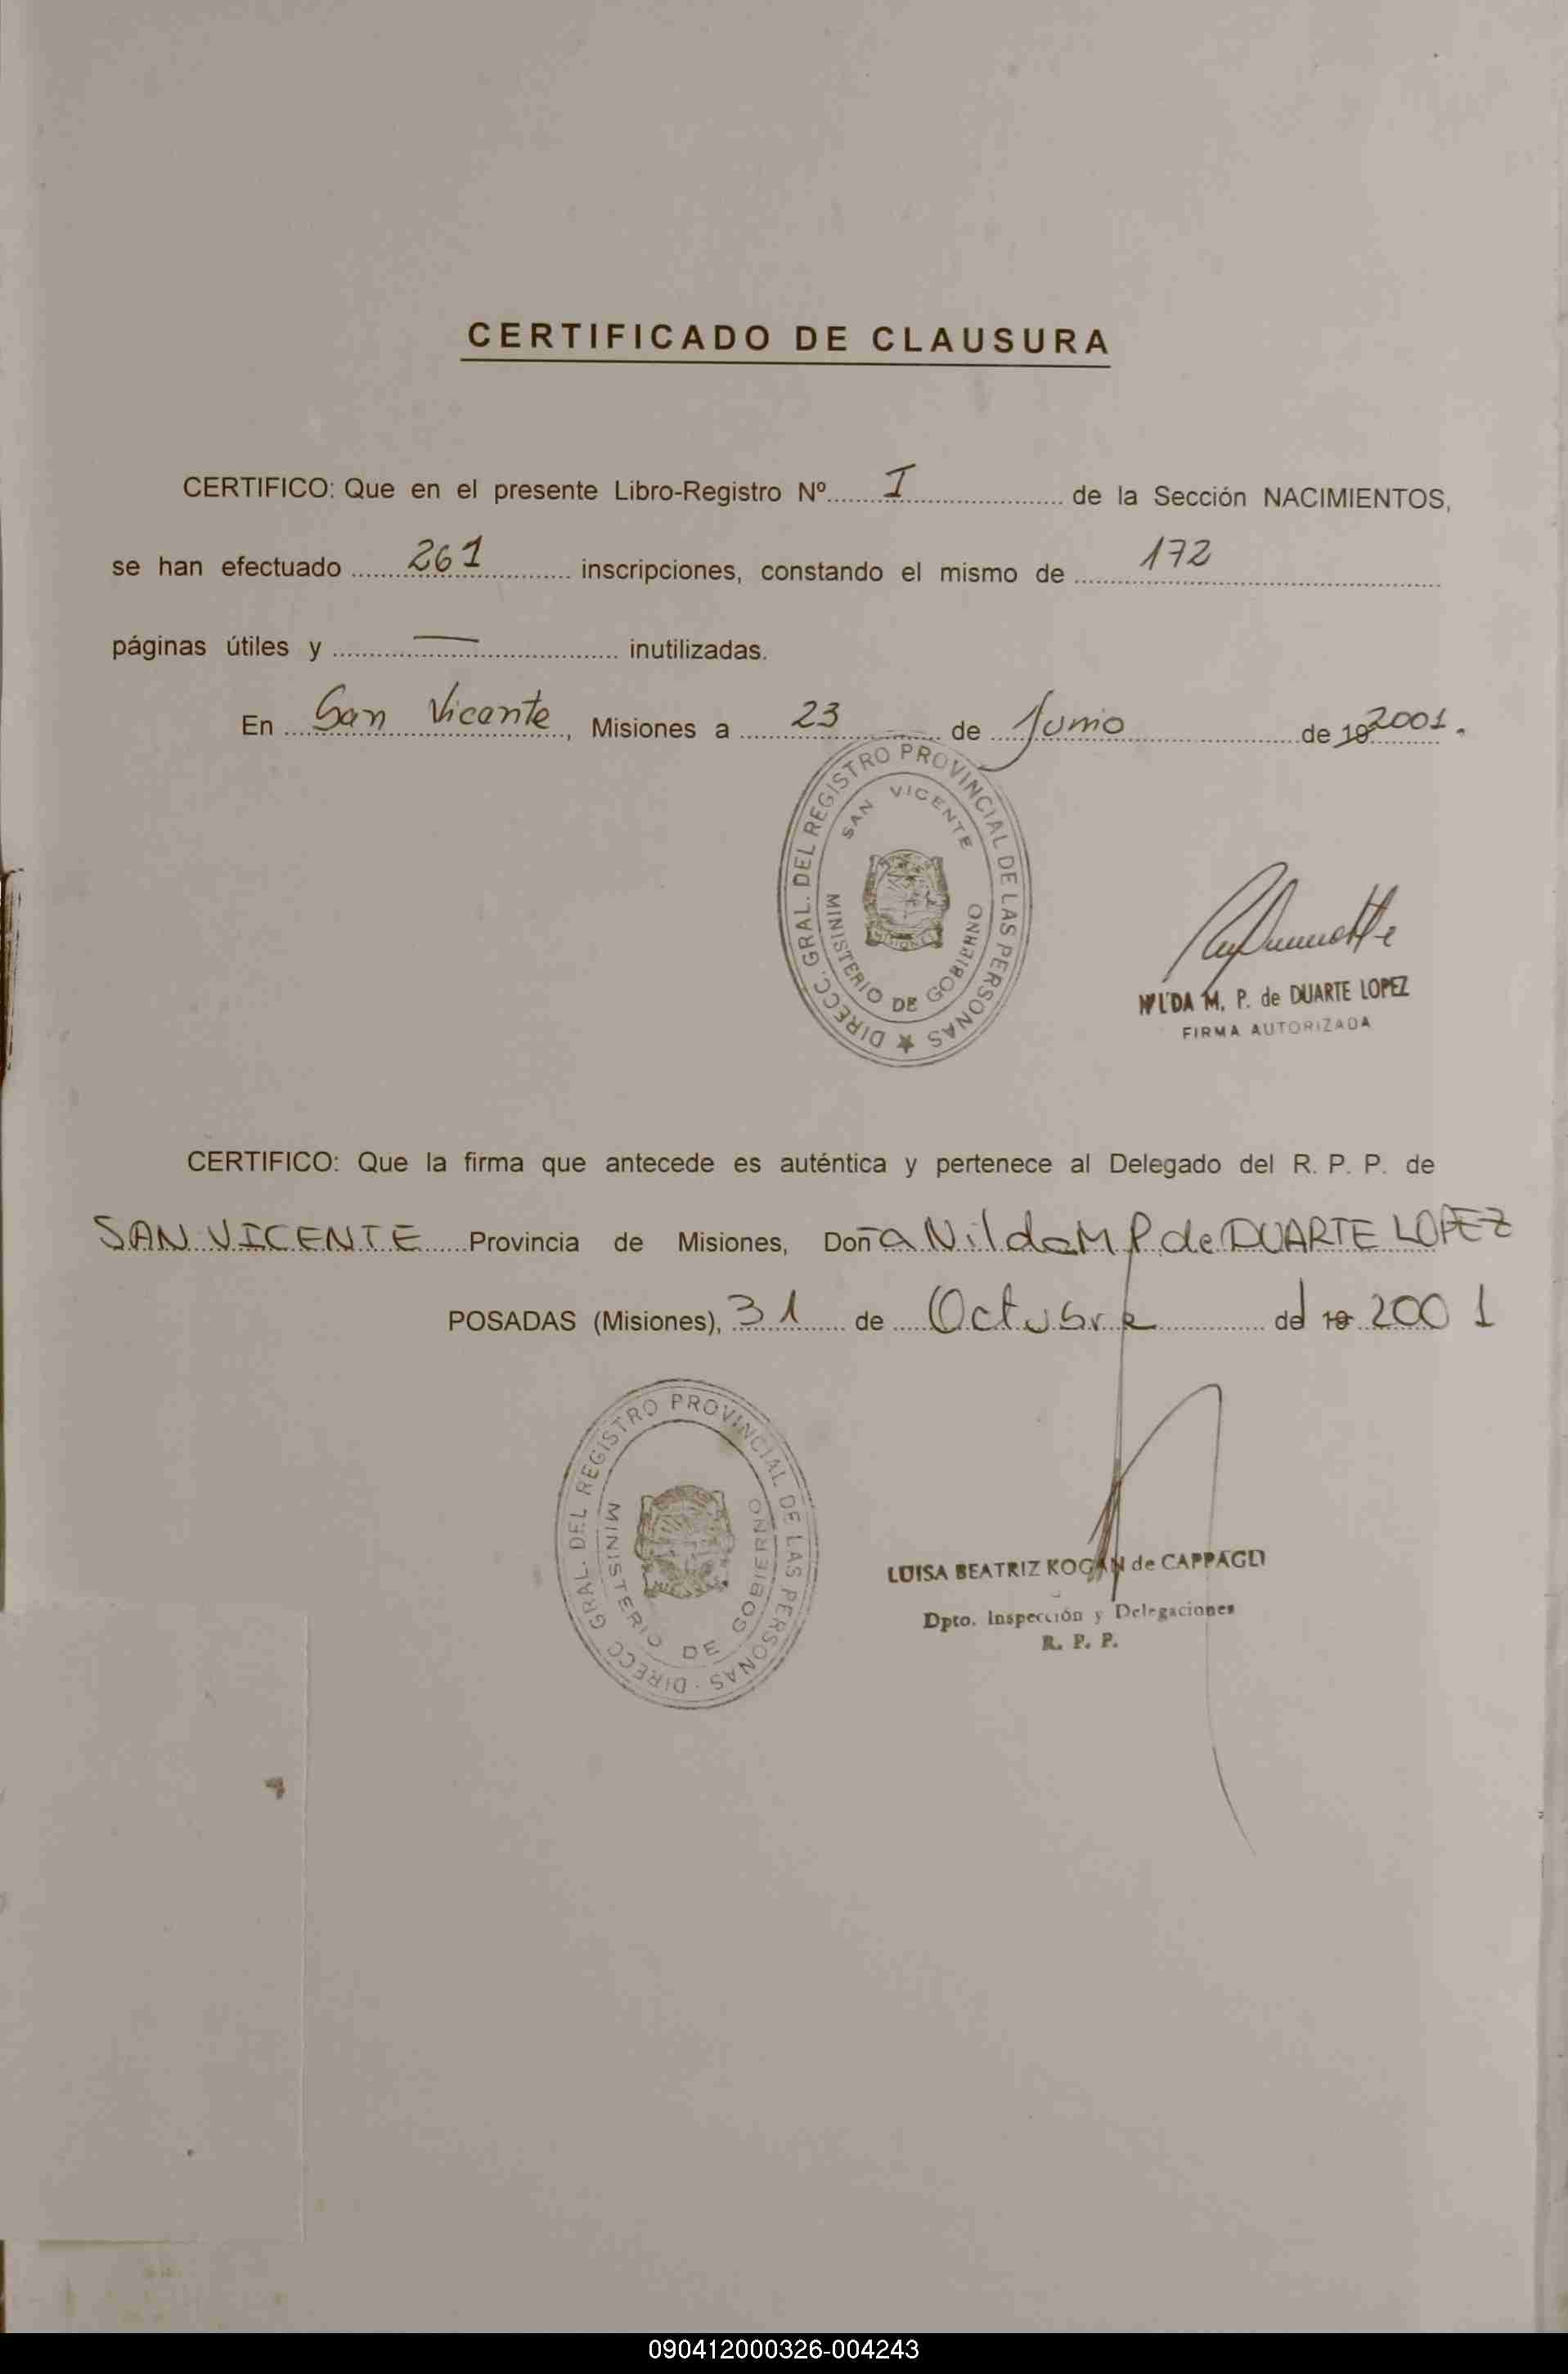 CERTIFICADO DE CLAUSURA
CERTIFICO: Que en el presente Libro-Registro Nº I de la Sección NACIMIENTOS,
se han efectuado 261 inscripciones, constando el mismo de 172
páginas útiles y — inutilizadas.
En San Vicente, Misiones a 23 de Junio de 19 2001.
DIRECC. GRAL. DEL REGISTRO PROVINCIAL DE LAS PERSONAS
SAN VICENTE
MINISTERIO DE GOBIERNO
MISIONES
NILDA M. P. de DUARTE LOPEZ
FIRMA AUTORIZADA
CERTIFICO: Que la firma que antecede es auténtica y pertenece al Delegado del R. P. P. de
SAN VICENTE Provincia de Misiones, Doña Nilda M P. de DUARTE LOPEZ
POSADAS (Misiones), 31 de Octubre del 19 2001
DIRECC GRAL. DEL REGISTRO PROVINCIAL DE LAS PERSONAS
MINISTERIO DE GOBIERNO
LUISA BEATRIZ KOGAN de CAPPAGLI
Dpto. Inspección y Delegaciones
R. P. P.
090412000326-004243